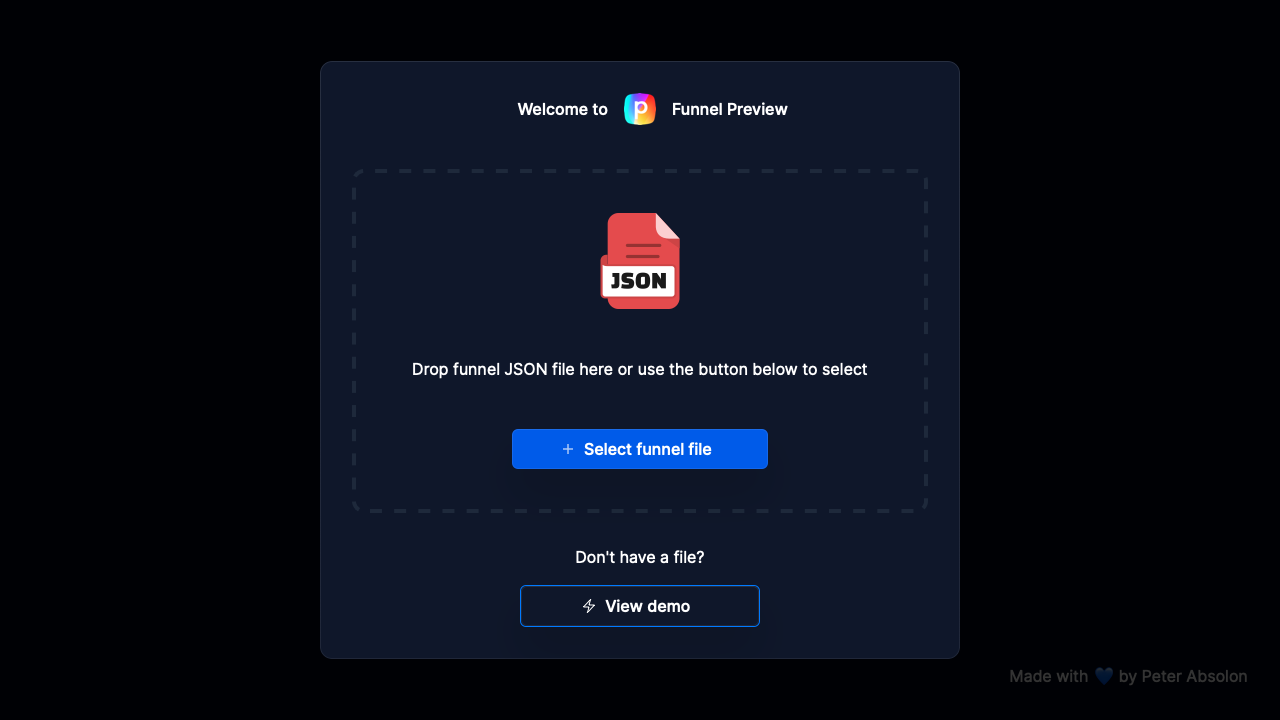 Welcome to p Funnel Preview
JSON
Drop funnel JSON file here or use the button below to select
Select funnel file
Don't have a file?
View demo
Made with 💙 by Peter Absolon